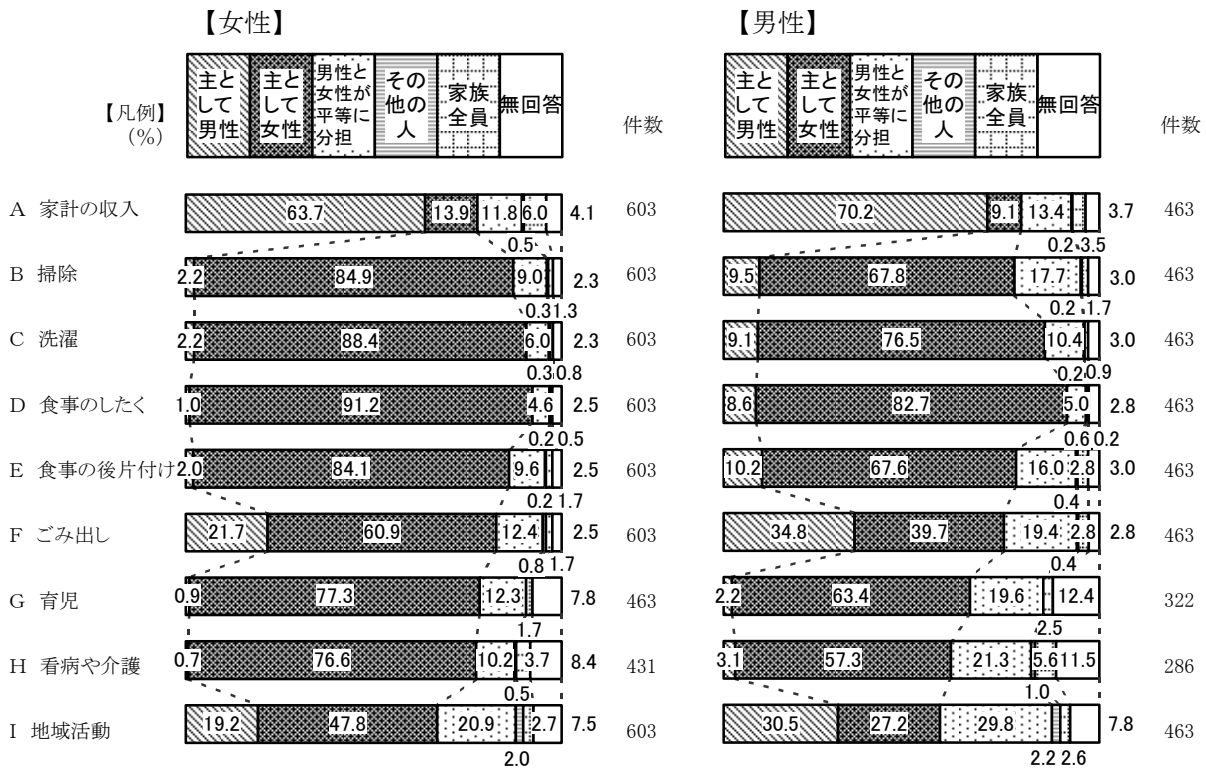 【女性】 【男性】
【凡例】
(%)
主として男性 主として女性 男性と女性が平等に分担 その他の人 家族全員 無回答 件数
主として男性 主として女性 男性と女性が平等に分担 その他の人 家族全員 無回答 件数
A 家計の収入 63.7 13.9 11.8 6.0 4.1 603 70.2 9.1 13.4 3.7 463
0.5 0.2 3.5
B 掃除 2.2 84.9 9.0 2.3 603 9.5 67.8 17.7 3.0 463
0.3 1.3 0.2 1.7
C 洗濯 2.2 88.4 6.0 2.3 603 9.1 76.5 10.4 3.0 463
0.3 0.8 0.2 0.9
D 食事のしたく 1.0 91.2 4.6 2.5 603 8.6 82.7 5.0 2.8 463
0.2 0.5 0.6 0.2
E 食事の後片付け 2.0 84.1 9.6 2.5 603 10.2 67.6 16.0 2.8 3.0 463
0.2 1.7 0.4
F ごみ出し 21.7 60.9 12.4 2.5 603 34.8 39.7 19.4 2.8 2.8 463
0.8 1.7 0.4
G 育児 0.9 77.3 12.3 7.8 463 2.2 63.4 19.6 12.4 322
1.7 2.5
H 看病や介護 0.7 76.6 10.2 3.7 8.4 431 3.1 57.3 21.3 5.6 11.5 286
0.5 1.0
I 地域活動 19.2 47.8 20.9 2.7 7.5 603 30.5 27.2 29.8 7.8 463
2.0 2.2 2.6